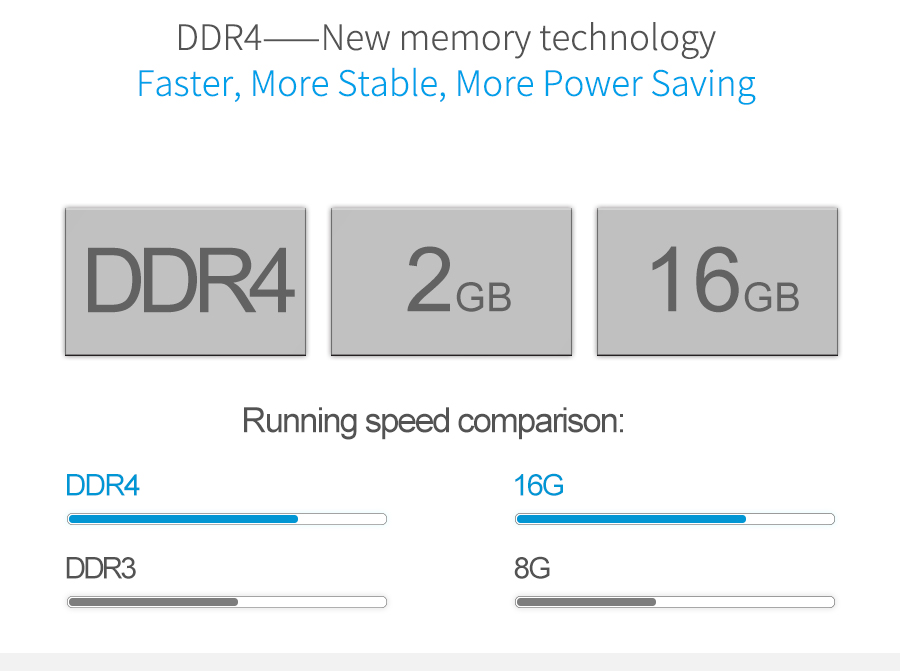 DDR4——New memory technology
Faster, More Stable, More Power Saving
DDR4
2GB
16GB
Running speed comparison:
DDR4
16G
DDR3
8G